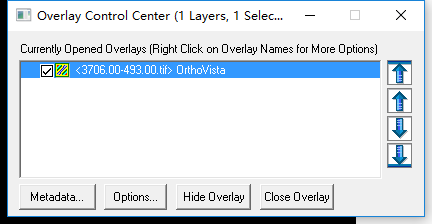 Overlay Control Center (1 Layers, 1 Selec...
Currently Opened Overlays (Right Click on Overlay Names for More Options)
<3706.00-493.00.tif> OrthoVista
Metadata... Options... Hide Overlay Close Overlay